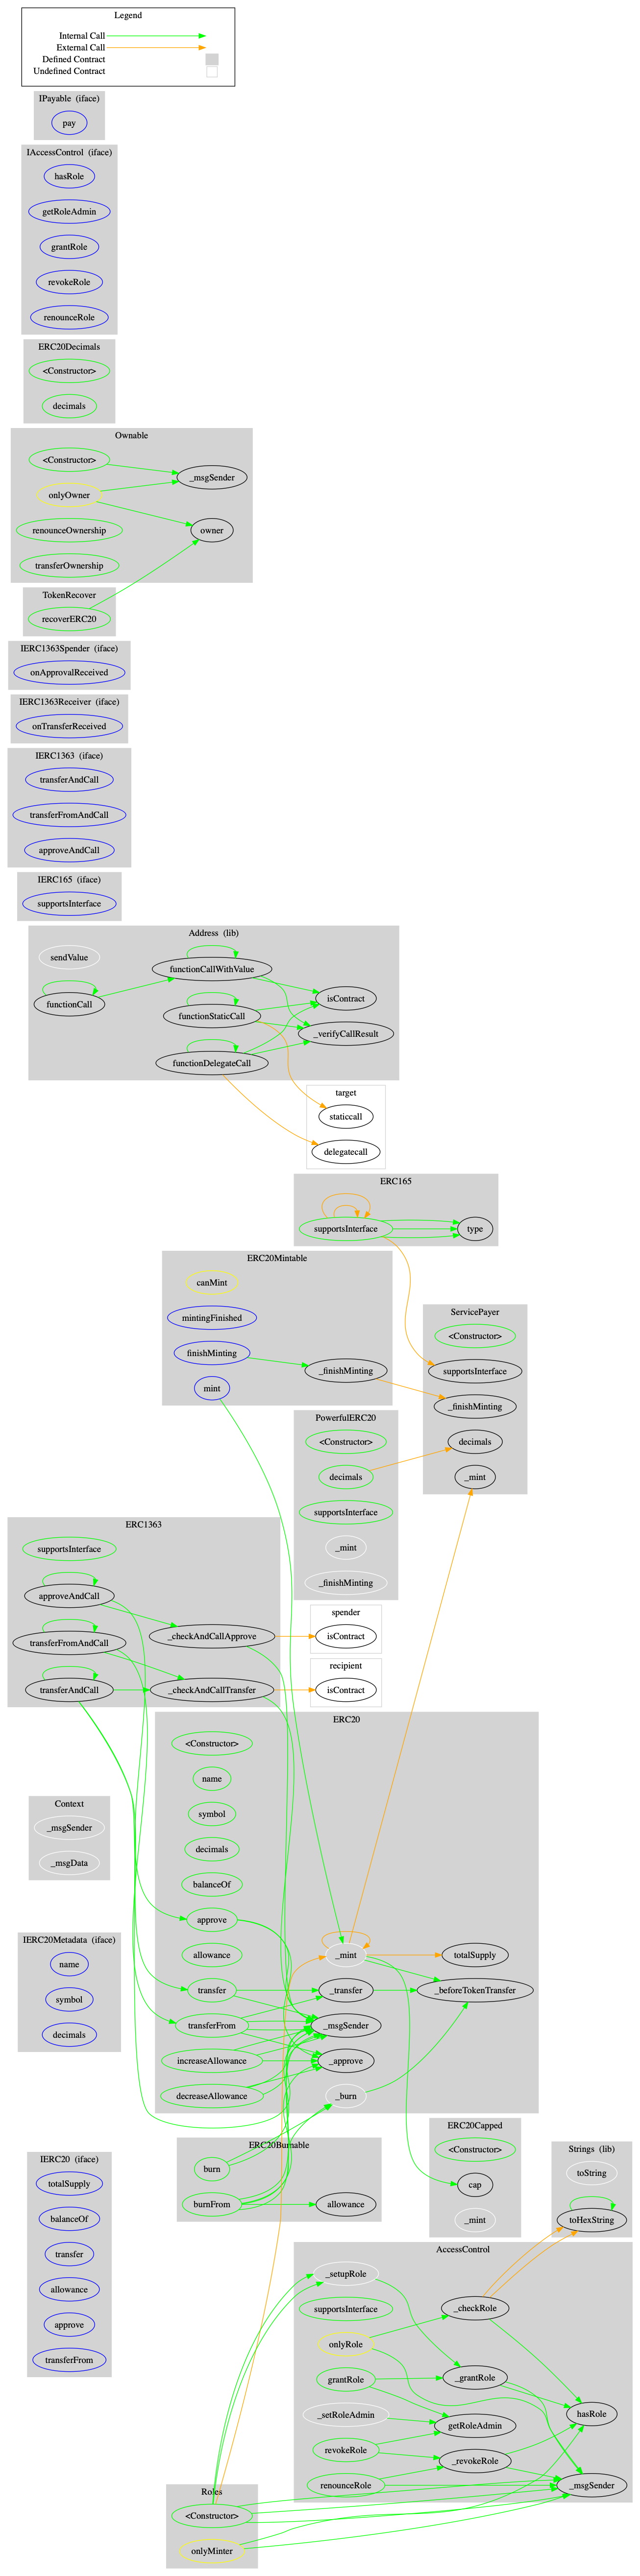 Legend
Internal Call
External Call
Defined Contract
Undefined Contract
IPayable (iface)
pay
IAccessControl (iface)
hasRole
getRoleAdmin
grantRole
revokeRole
renounceRole
ERC20Decimals
<Constructor>
decimals
Ownable
<Constructor>
_msgSender
onlyOwner
owner
renounceOwnership
transferOwnership
TokenRecover
recoverERC20
IERC1363Spender (iface)
onApprovalReceived
IERC1363Receiver (iface)
onTransferReceived
IERC1363 (iface)
transferAndCall
transferFromAndCall
approveAndCall
IERC165 (iface)
supportsInterface
Address (lib)
sendValue
functionCallWithValue
functionCall
isContract
functionStaticCall
_verifyCallResult
functionDelegateCall
target
staticcall
delegatecall
ERC165
supportsInterface
type
ERC20Mintable
canMint
mintingFinished
finishMinting
_finishMinting
mint
ServicePayer
<Constructor>
supportsInterface
_finishMinting
decimals
_mint
PowerfulERC20
<Constructor>
decimals
supportsInterface
_mint
_finishMinting
ERC1363
supportsInterface
approveAndCall
transferFromAndCall
_checkAndCallApprove
transferAndCall
_checkAndCallTransfer
spender
isContract
recipient
isContract
ERC20
<Constructor>
name
symbol
decimals
balanceOf
approve
allowance
_mint
totalSupply
transfer
_transfer
_beforeTokenTransfer
transferFrom
_msgSender
increaseAllowance
_approve
decreaseAllowance
_burn
Context
_msgSender
_msgData
IERC20Metadata (iface)
name
symbol
decimals
ERC20Burnable
burn
burnFrom
allowance
ERC20Capped
<Constructor>
cap
_mint
Strings (lib)
toString
toHexString
IERC20 (iface)
totalSupply
balanceOf
transfer
allowance
approve
transferFrom
AccessControl
_setupRole
supportsInterface
_checkRole
onlyRole
grantRole
_grantRole
_setRoleAdmin
getRoleAdmin
hasRole
revokeRole
_revokeRole
renounceRole
_msgSender
Roles
<Constructor>
onlyMinter